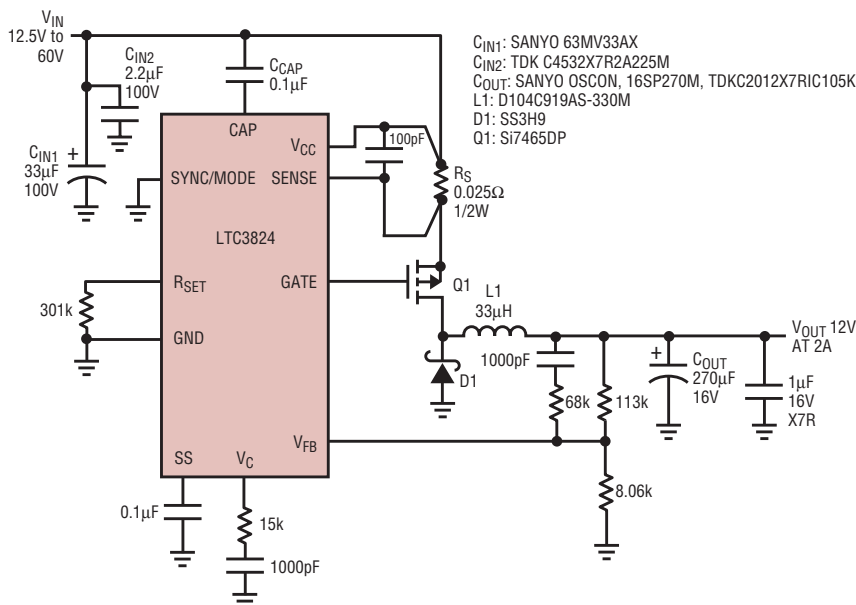 VIN
12.5V to
60V
CIN2
2.2µF
100V
CCAP
0.1µF
CIN1
33µF
100V
+
CAP
VCC
SYNC/MODE
SENSE
LTC3824
RSET
GATE
GND
VFB
SS
VC
100pF
RS
0.025Ω
1/2W
301k
Q1
L1
33µH
D1
1000pF
68k
113k
8.06k
+
COUT
270µF
16V
1µF
16V
X7R
VOUT 12V
AT 2A
0.1µF
15k
1000pF
CIN1: SANYO 63MV33AX
CIN2: TDK C4532X7R2A225M
COUT: SANYO OSCON, 16SP270M, TDKC2012X7RIC105K
L1: D104C919AS-330M
D1: SS3H9
Q1: Si7465DP